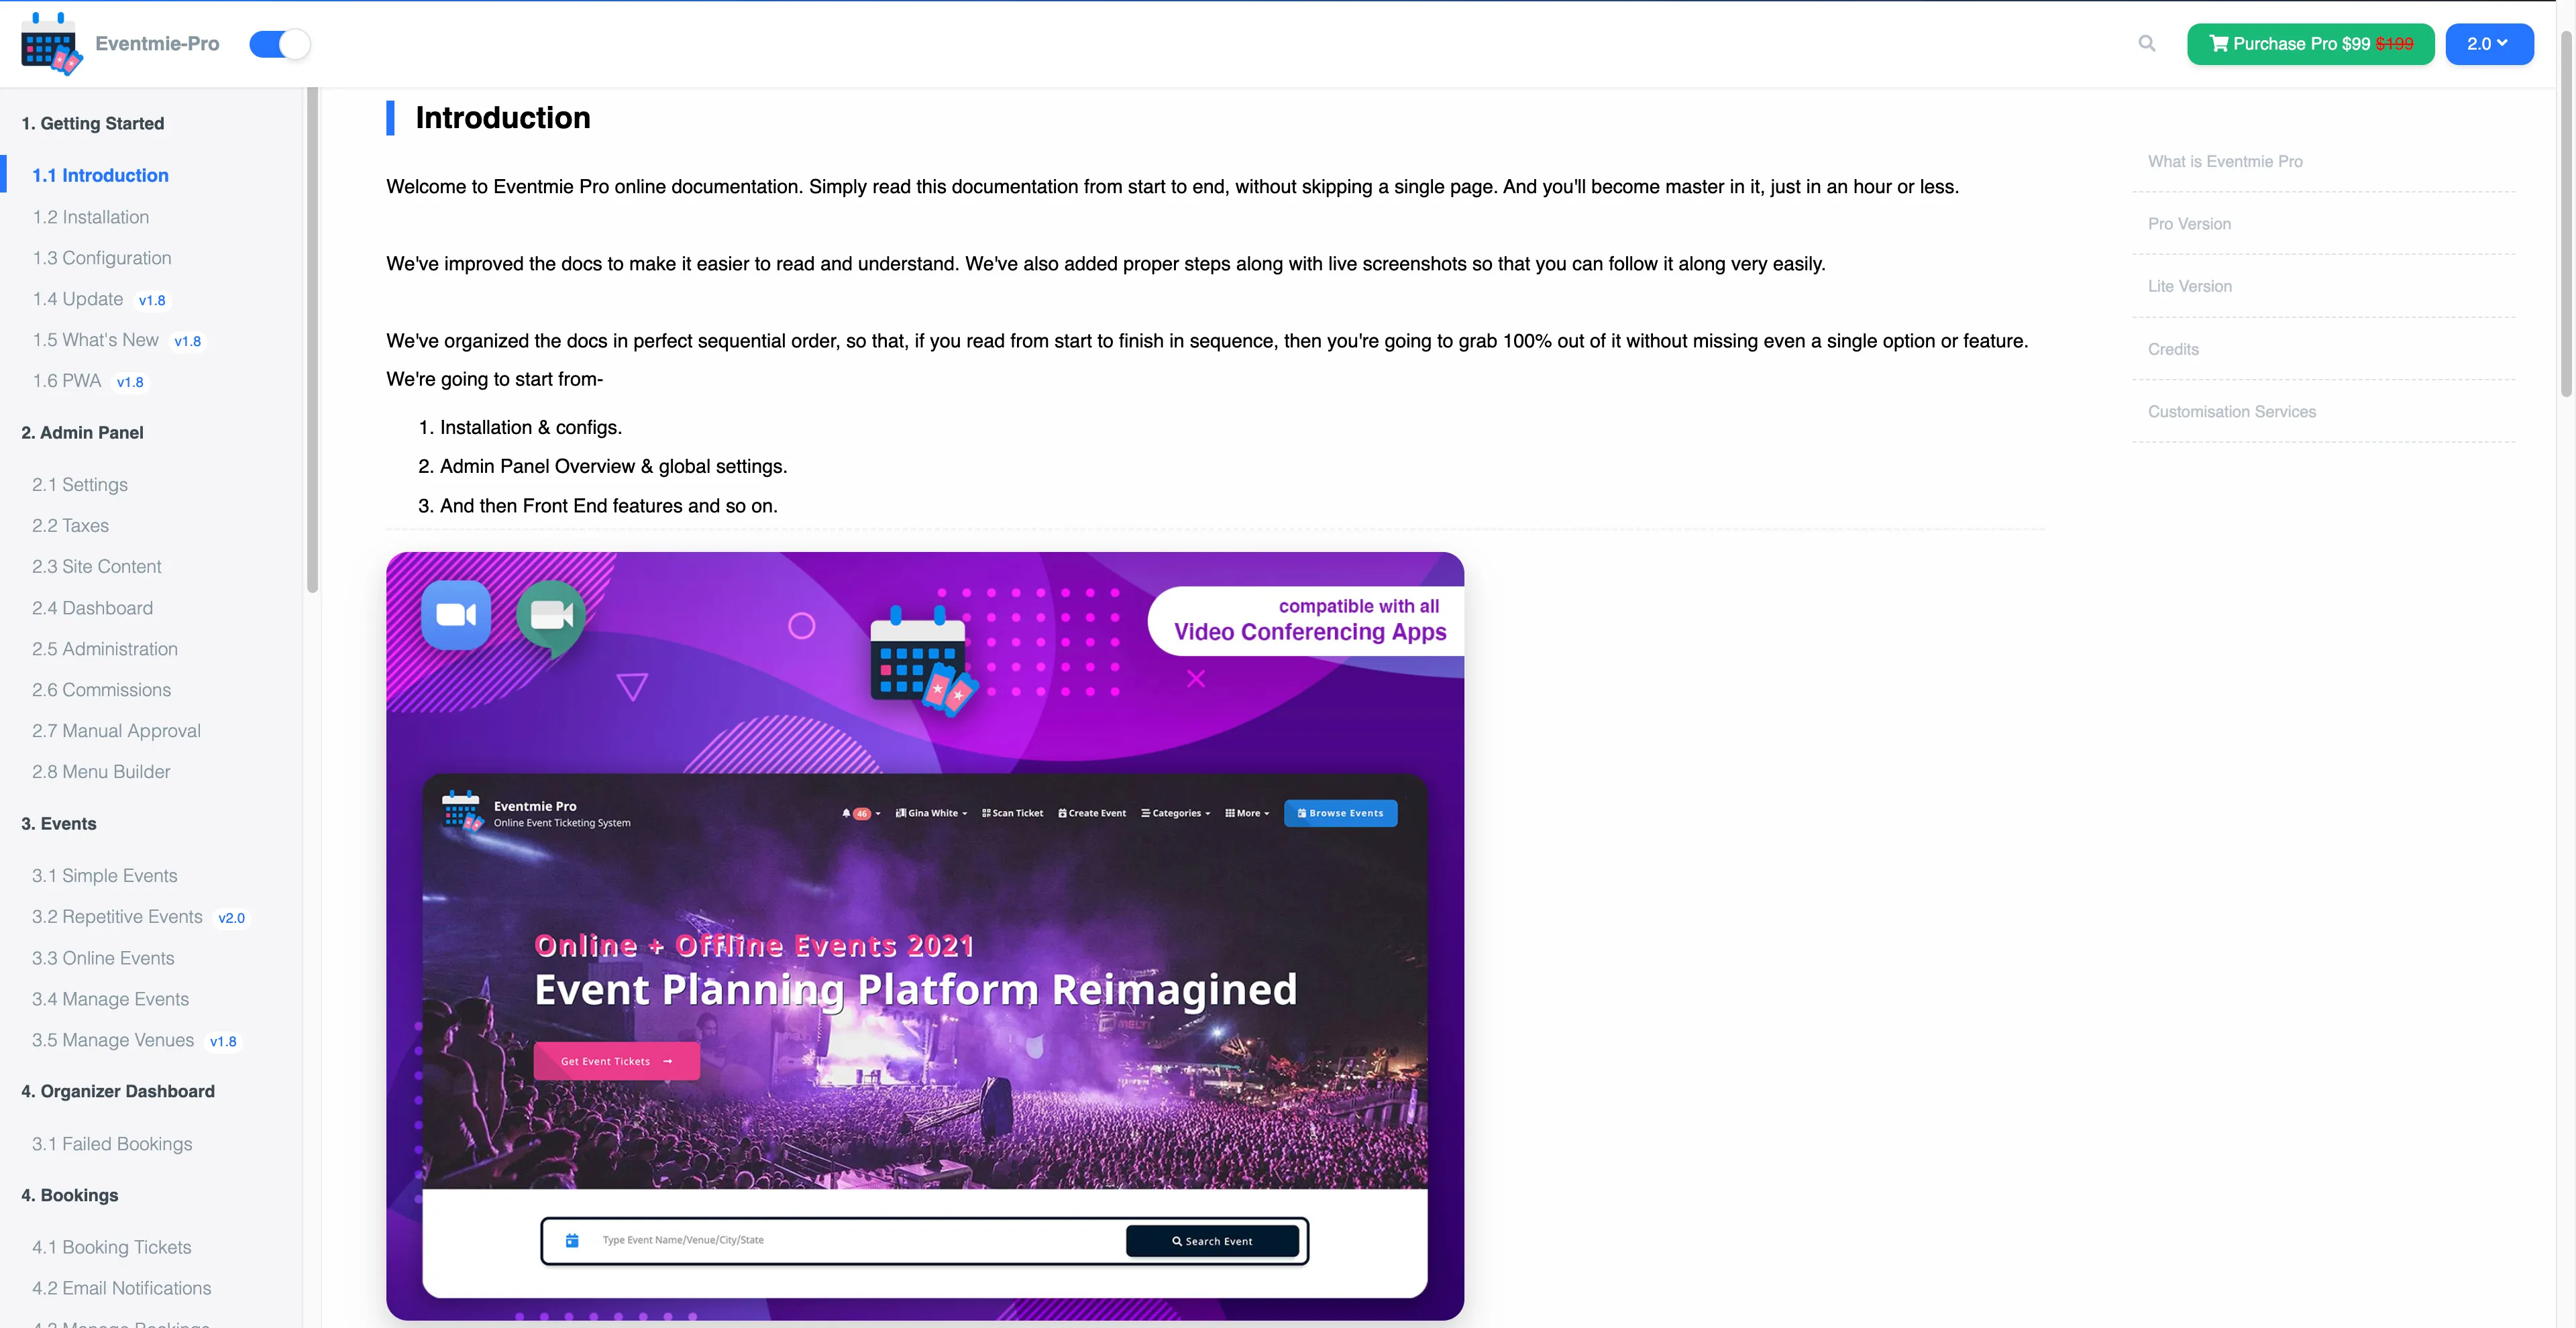 Eventmie-Pro
Purchase Pro $99 $199
2.0
1. Getting Started
1.1 Introduction
1.2 Installation
1.3 Configuration
1.4 Update v1.8
1.5 What's New v1.8
1.6 PWA v1.8
2. Admin Panel
2.1 Settings
2.2 Taxes
2.3 Site Content
2.4 Dashboard
2.5 Administration
2.6 Commissions
2.7 Manual Approval
2.8 Menu Builder
3. Events
3.1 Simple Events
3.2 Repetitive Events v2.0
3.3 Online Events
3.4 Manage Events
3.5 Manage Venues v1.8
4. Organizer Dashboard
3.1 Failed Bookings
4. Bookings
4.1 Booking Tickets
4.2 Email Notifications
4.3 Manage Bookings
Introduction
Welcome to Eventmie Pro online documentation. Simply read this documentation from start to end, without skipping a single page. And you'll become master in it, just in an hour or less.
We've improved the docs to make it easier to read and understand. We've also added proper steps along with live screenshots so that you can follow it along very easily.
We've organized the docs in perfect sequential order, so that, if you read from start to finish in sequence, then you're going to grab 100% out of it without missing even a single option or feature.
We're going to start from-
1. Installation & configs.
2. Admin Panel Overview & global settings.
3. And then Front End features and so on.
compatible with all
Video Conferencing Apps
Eventmie Pro
Online Event Ticketing System
46
Gina White
Scan Ticket
Create Event
Categories
More
Browse Events
Online + Offline Events 2021
Event Planning Platform Reimagined
Get Event Tickets
Type Event Name/Venue/City/State
Search Event
What is Eventmie Pro
Pro Version
Lite Version
Credits
Customisation Services